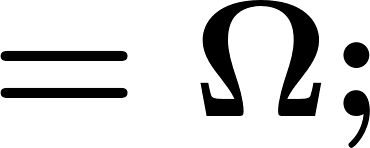 = Ω;